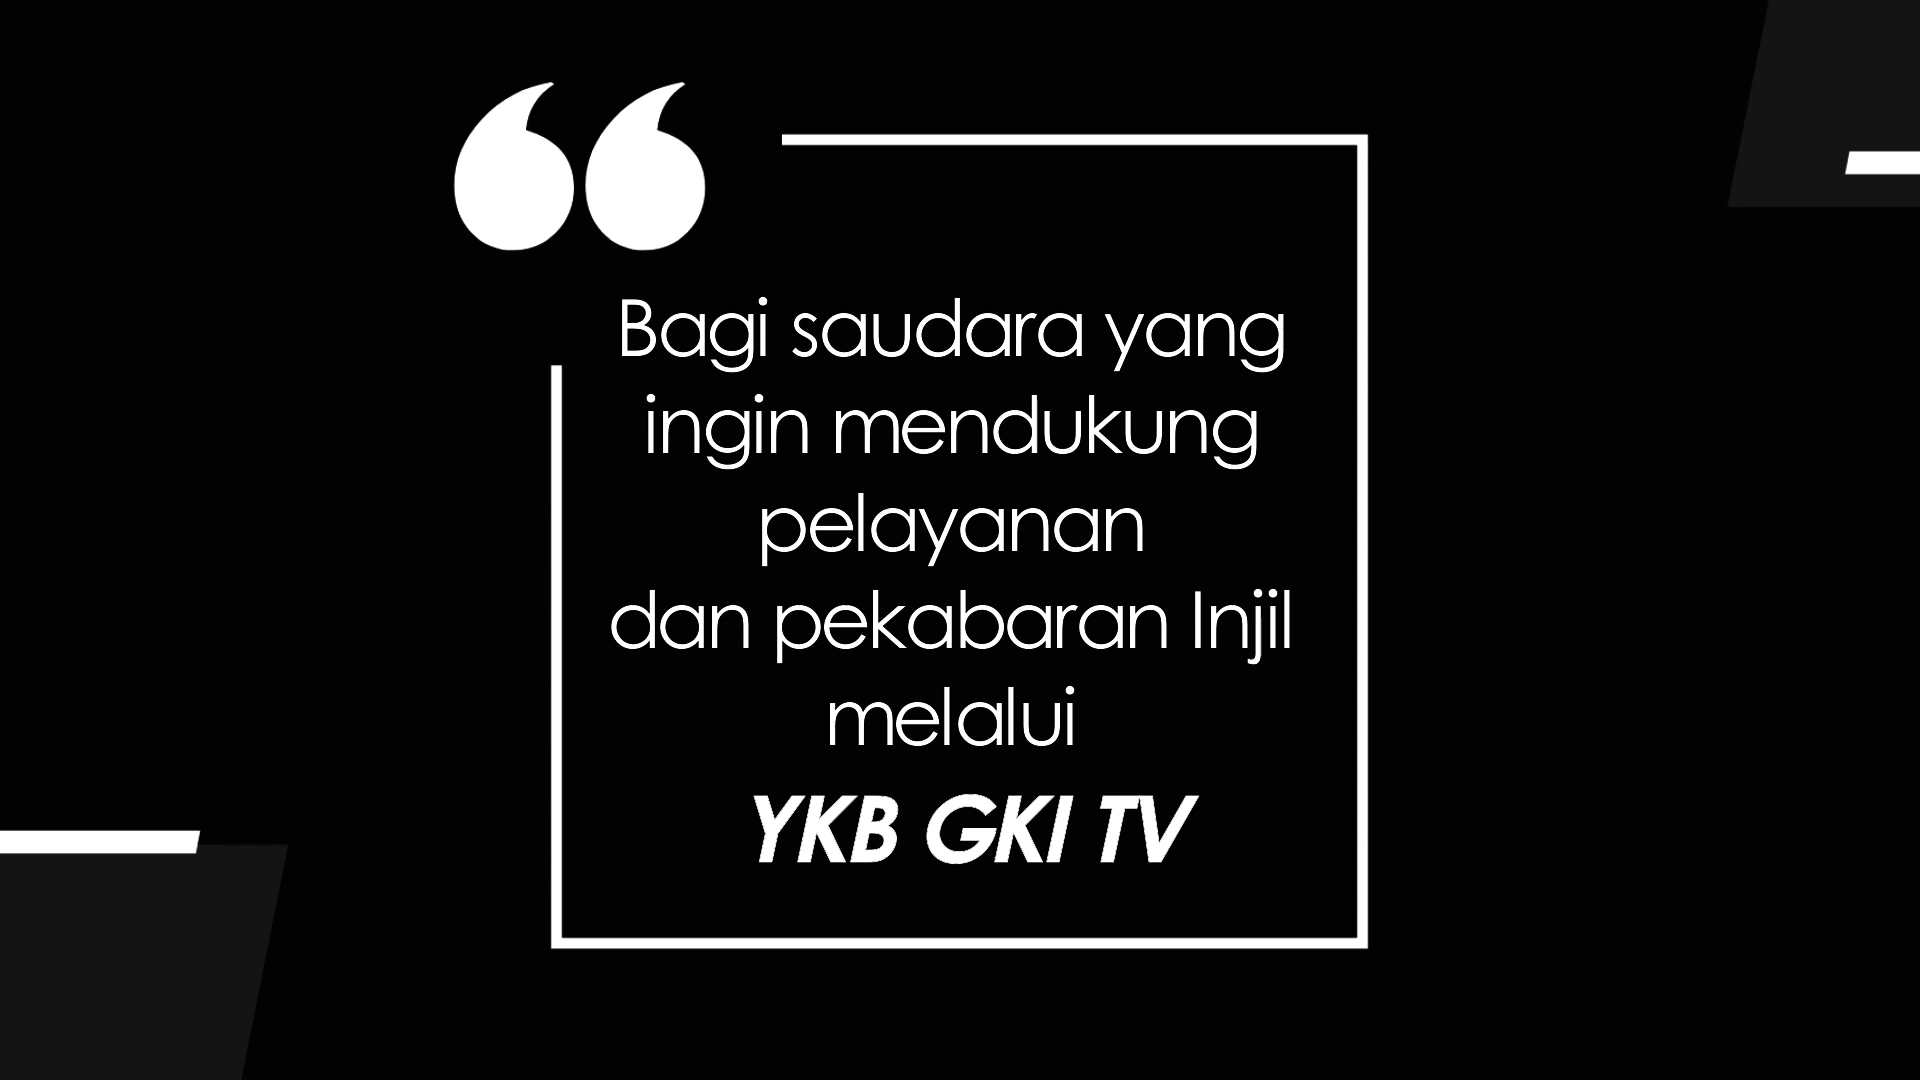 Bagi saudara yang
ingin mendukung
pelayanan
dan pekabaran Injil
melalui
YKB GKI TV